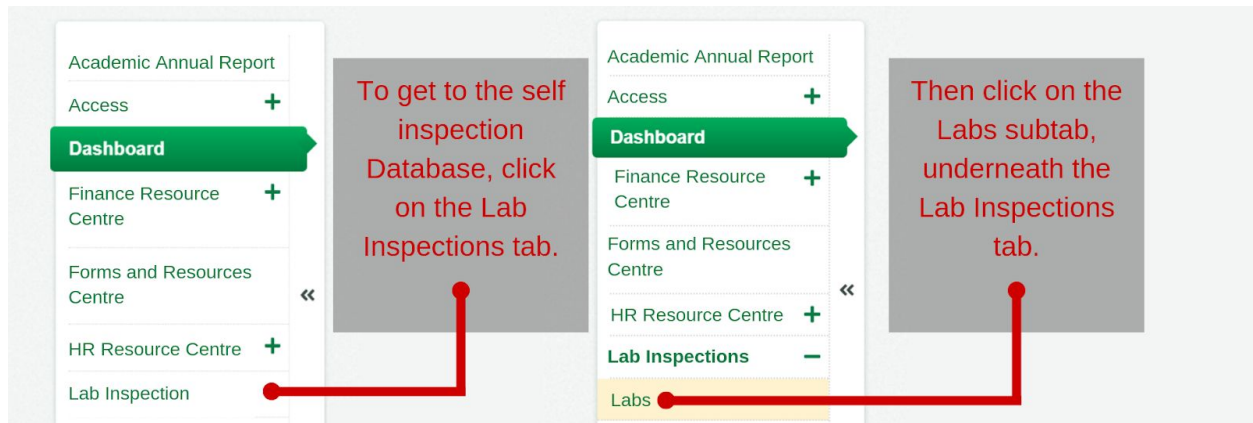 Academic Annual Report
Access +
Dashboard
Finance Resource +
Centre
Forms and Resources
Centre
«
HR Resource Centre +
Lab Inspection
To get to the self
inspection
Database, click
on the Lab
Inspections tab.
Academic Annual Report
Access +
Dashboard
Finance Resource +
Centre
Forms and Resources
Centre
«
HR Resource Centre +
Lab Inspections −
Labs
Then click on the
Labs subtab,
underneath the
Lab Inspections
tab.